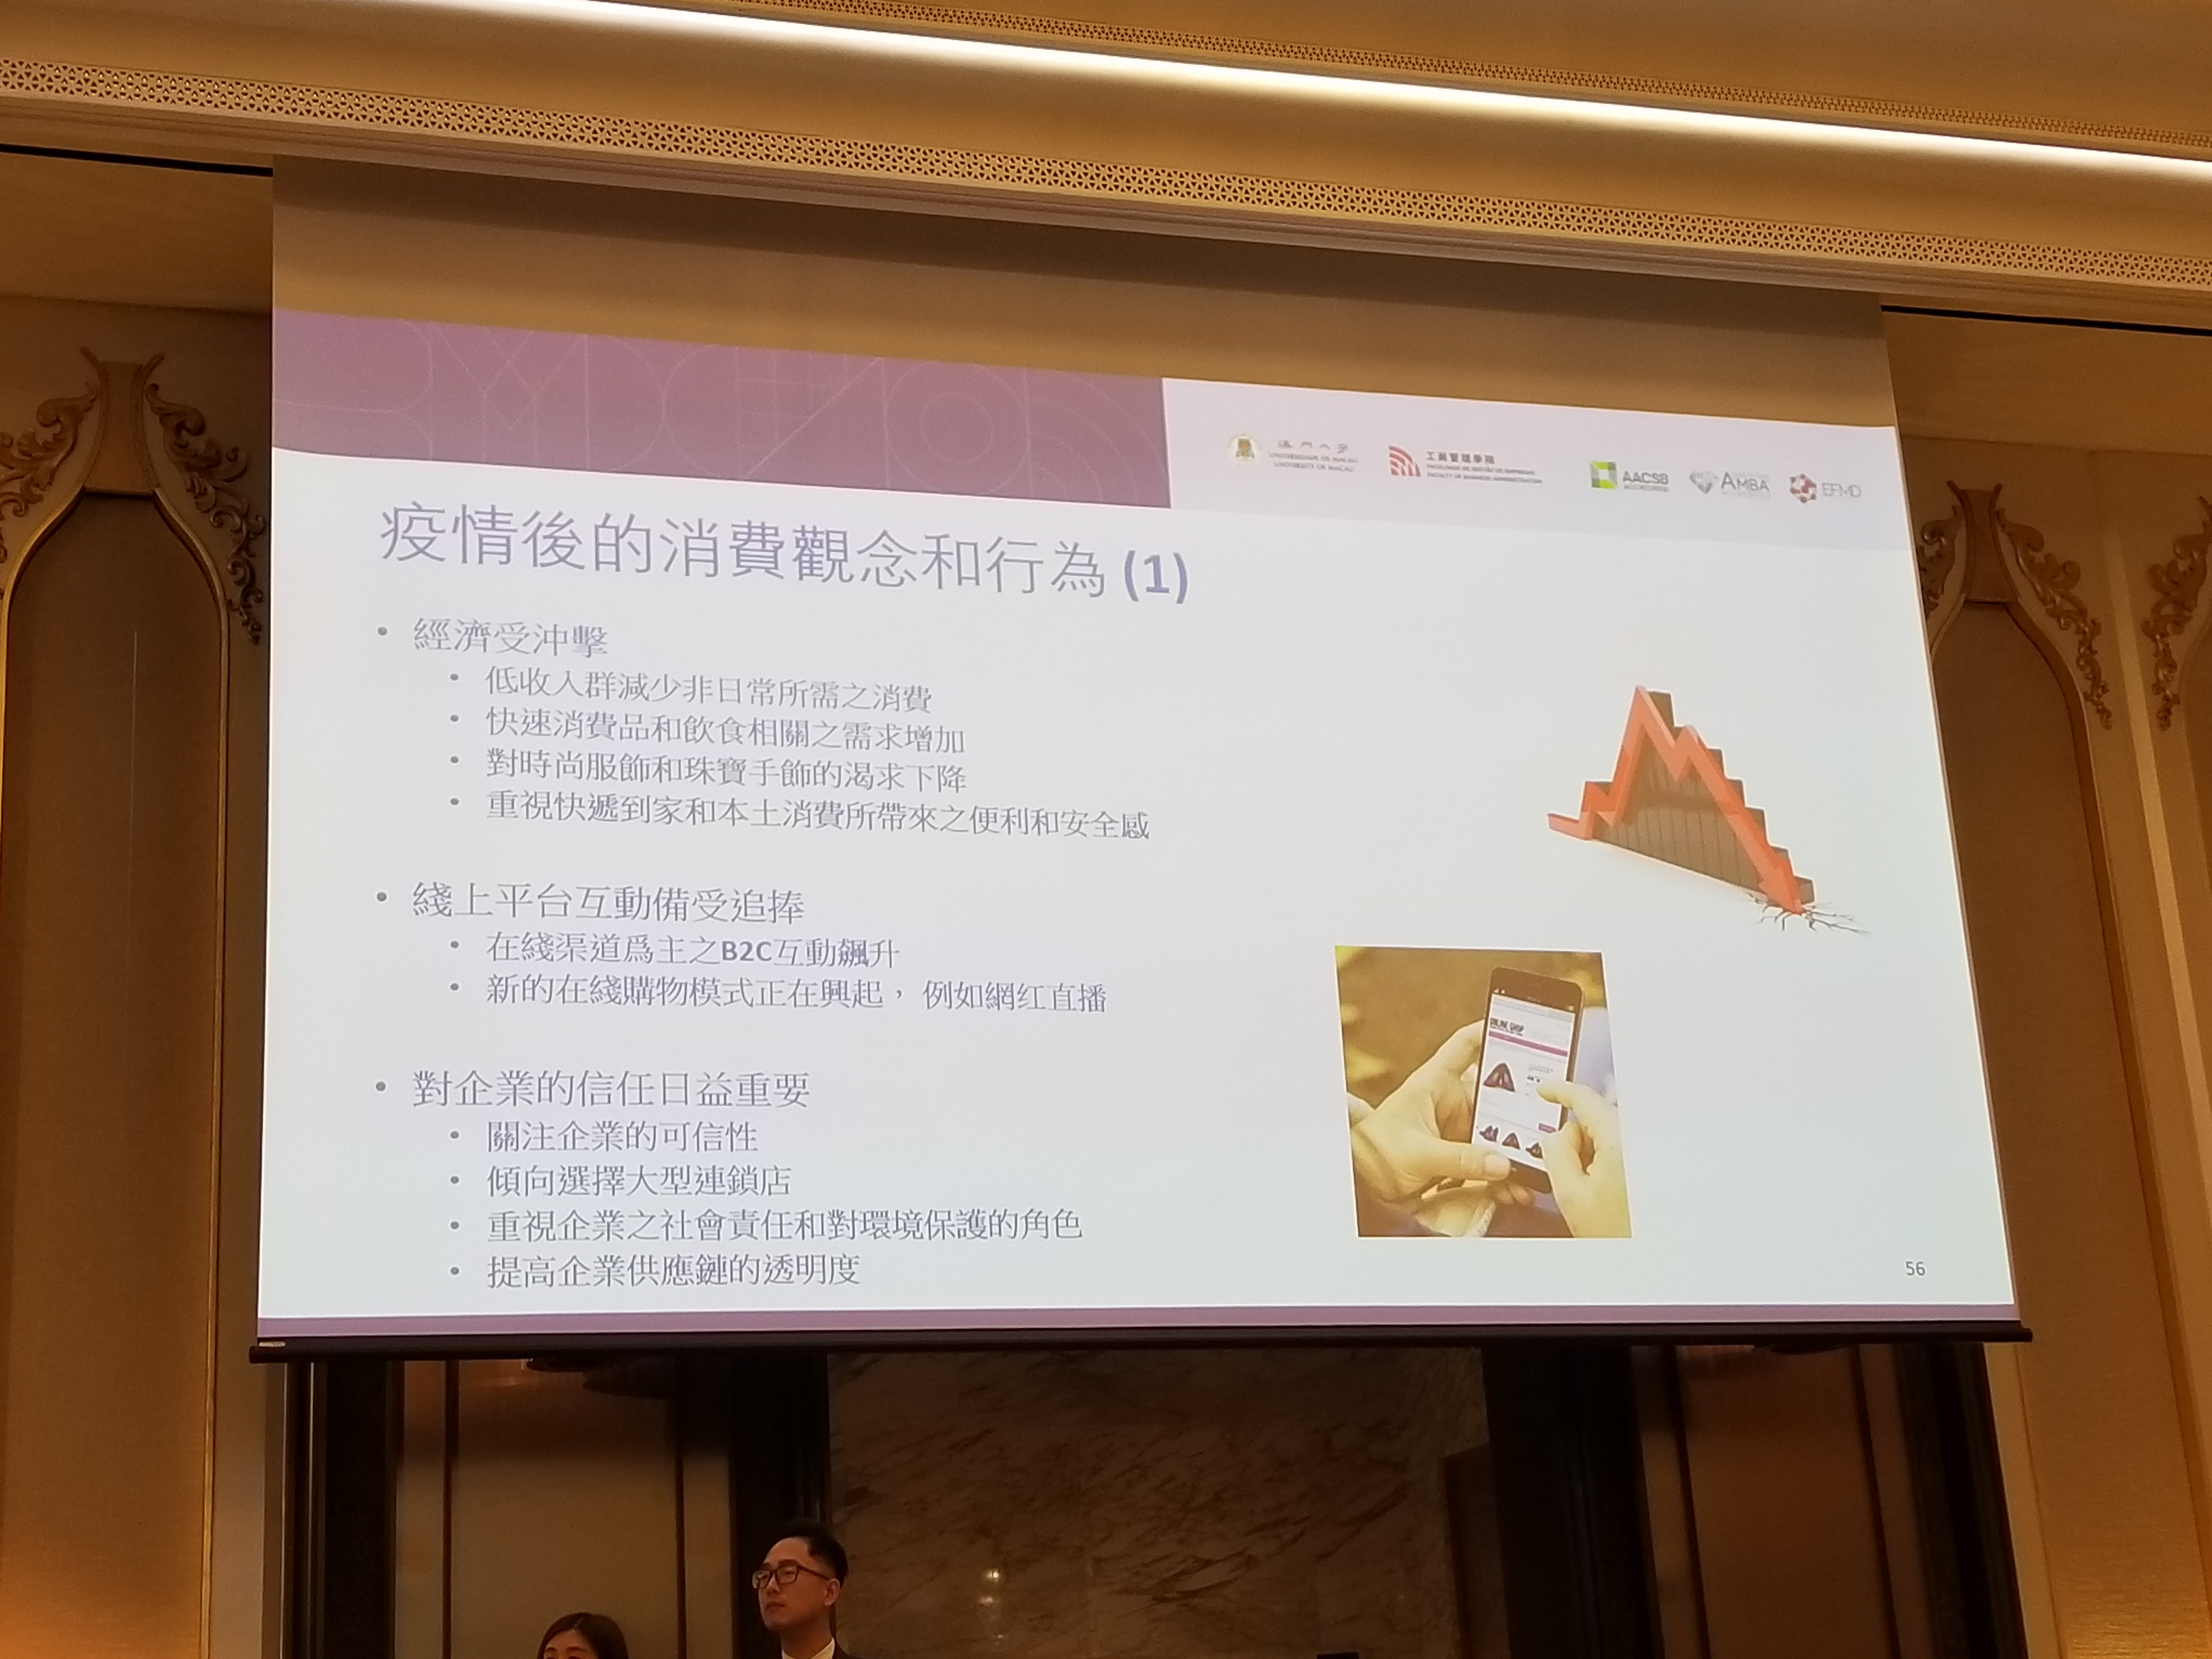 澳門大學
UNIVERSIDADE DE MACAU
UNIVERSITY OF MACAU
工商管理學院
FACULDADE DE GESTÃO DE EMPRESAS
FACULTY OF BUSINESS ADMINISTRATION
AACSB
ACCREDITED
AMBA
EFMD
疫情後的消費觀念和行為 (1)
• 經濟受沖擊
• 低收入群減少非日常所需之消費
• 快速消費品和飲食相關之需求增加
• 對時尚服飾和珠寶手飾的渴求下降
• 重視快遞到家和本土消費所帶來之便利和安全感
• 綫上平台互動備受追捧
• 在綫渠道爲主之B2C互動飆升
• 新的在綫購物模式正在興起， 例如網红直播
• 對企業的信任日益重要
• 關注企業的可信性
• 傾向選擇大型連鎖店
• 重視企業之社會責任和對環境保護的角色
• 提高企業供應鏈的透明度
ONLINE SHOP
56